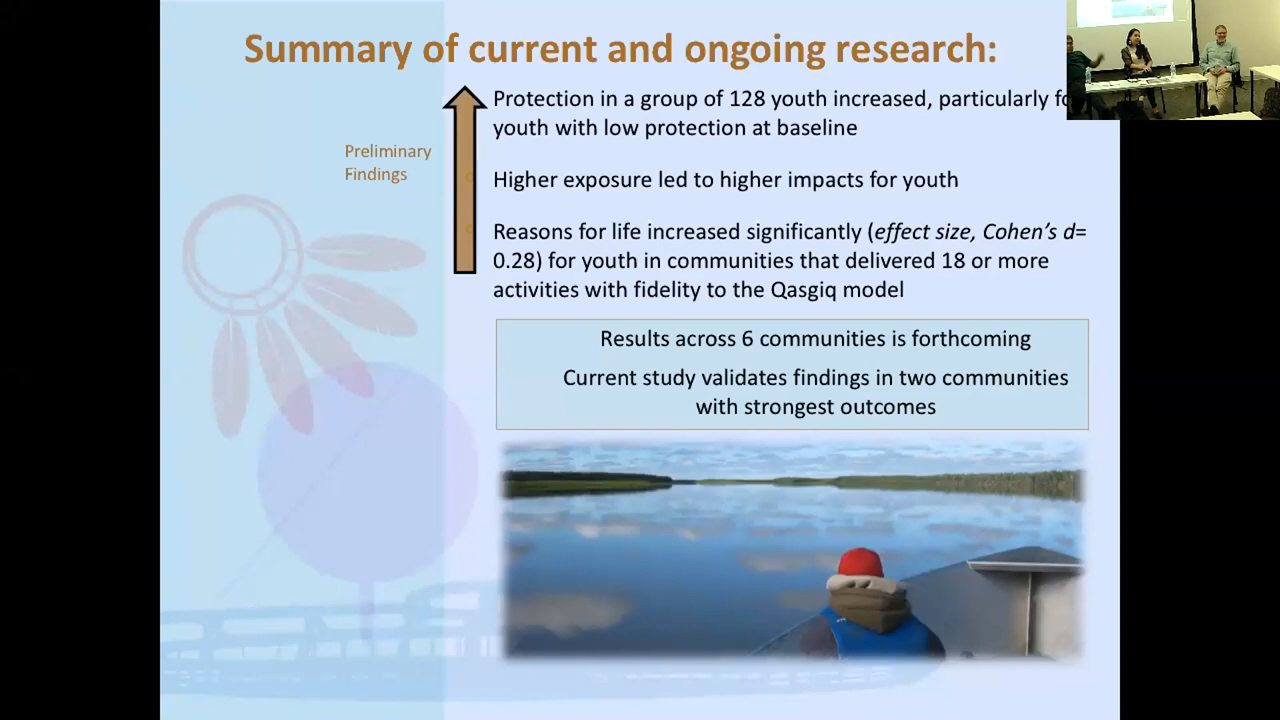 Summary of current and ongoing research:
Protection in a group of 128 youth increased, particularly
youth with low protection at baseline
Preliminary
Findings
Higher exposure led to higher impacts for youth
Reasons for life increased significantly (effect size, Cohen's d=
0.28) for youth in communities that delivered 18 or more
activities with fidelity to the Qasgiq model
Results across 6 communities is forthcoming
Current study validates findings in two communities
with strongest outcomes